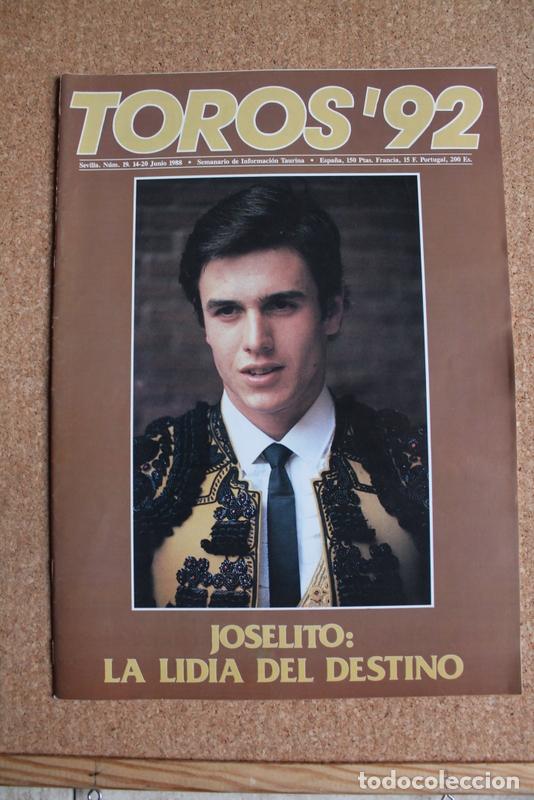 TOROS '92
Sevilla. Núm. 19. 14-20 Junio 1988 • Semanario de Información Taurina • España, 150 Ptas. Francia, 15 F. Portugal, 200 Es.
JOSELITO:
LA LIDIA DEL DESTINO
todocoleccion